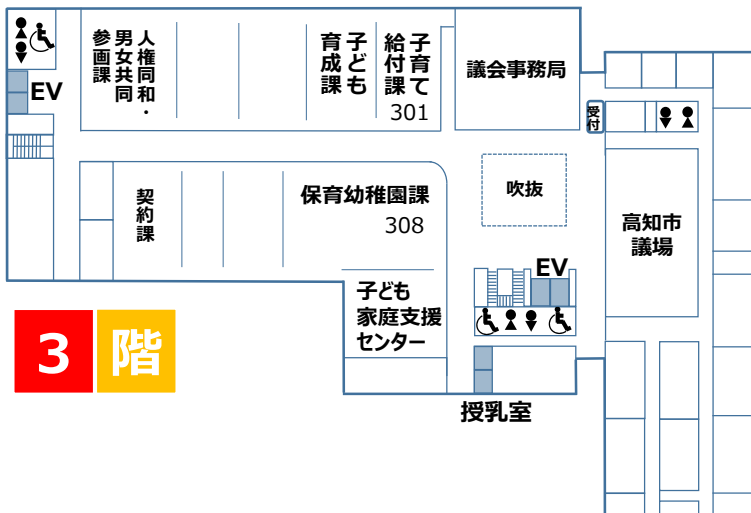 人権同和・
男女共同
参画課
子ども
育成課
子育て
給付課
301
議会事務局
EV
受付
契約課
保育幼稚園課
308
吹抜
高知市
議場
EV
子ども
家庭支援
センター
3階
授乳室